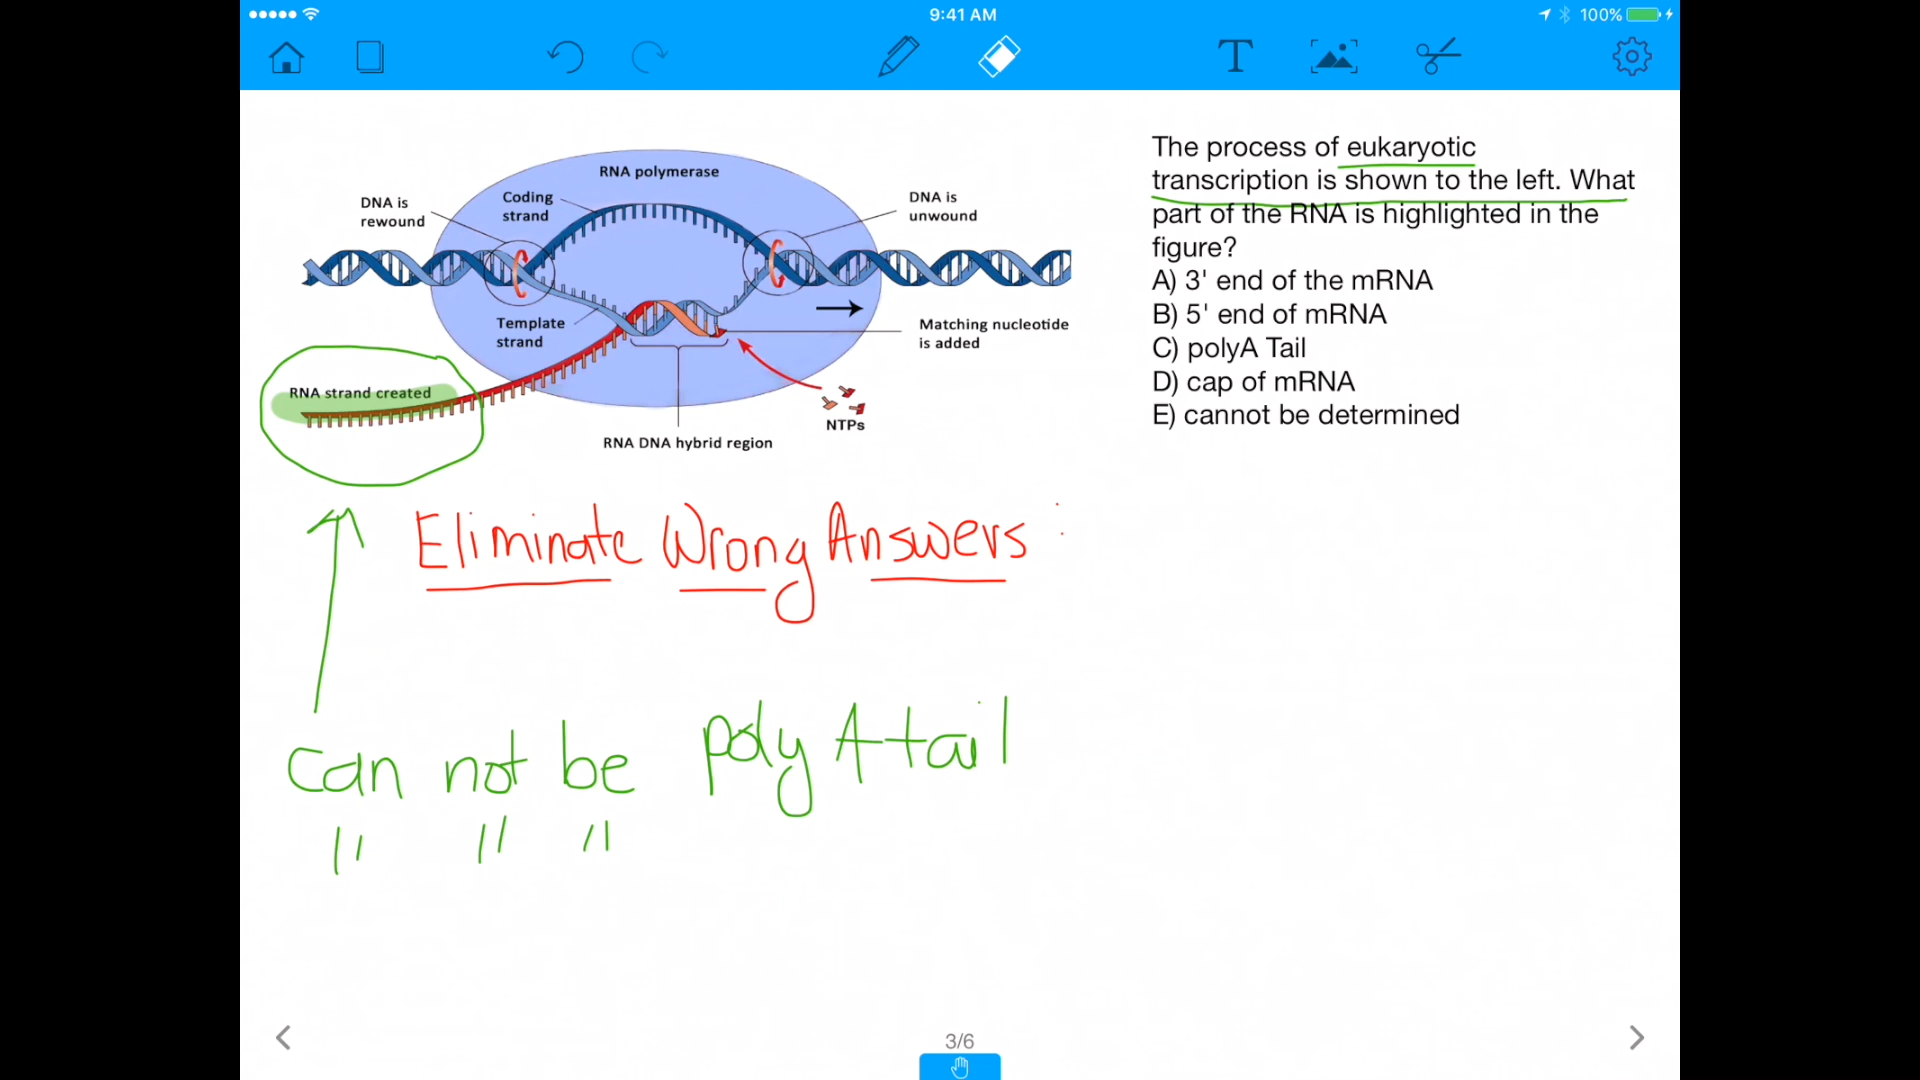 9:41 AM
100%
T
RNA polymerase
DNA is
rewound
Coding
strand
DNA is
unwound
Template
strand
Matching nucleotide
is added
RNA strand created
NTPs
RNA DNA hybrid region
The process of eukaryotic
transcription is shown to the left. What
part of the RNA is highlighted in the
figure?
A) 3' end of the mRNA
B) 5' end of mRNA
C) polyA Tail
D) cap of mRNA
E) cannot be determined
Eliminate Wrong Answers :
can not be poly A tail
" " "
3/6